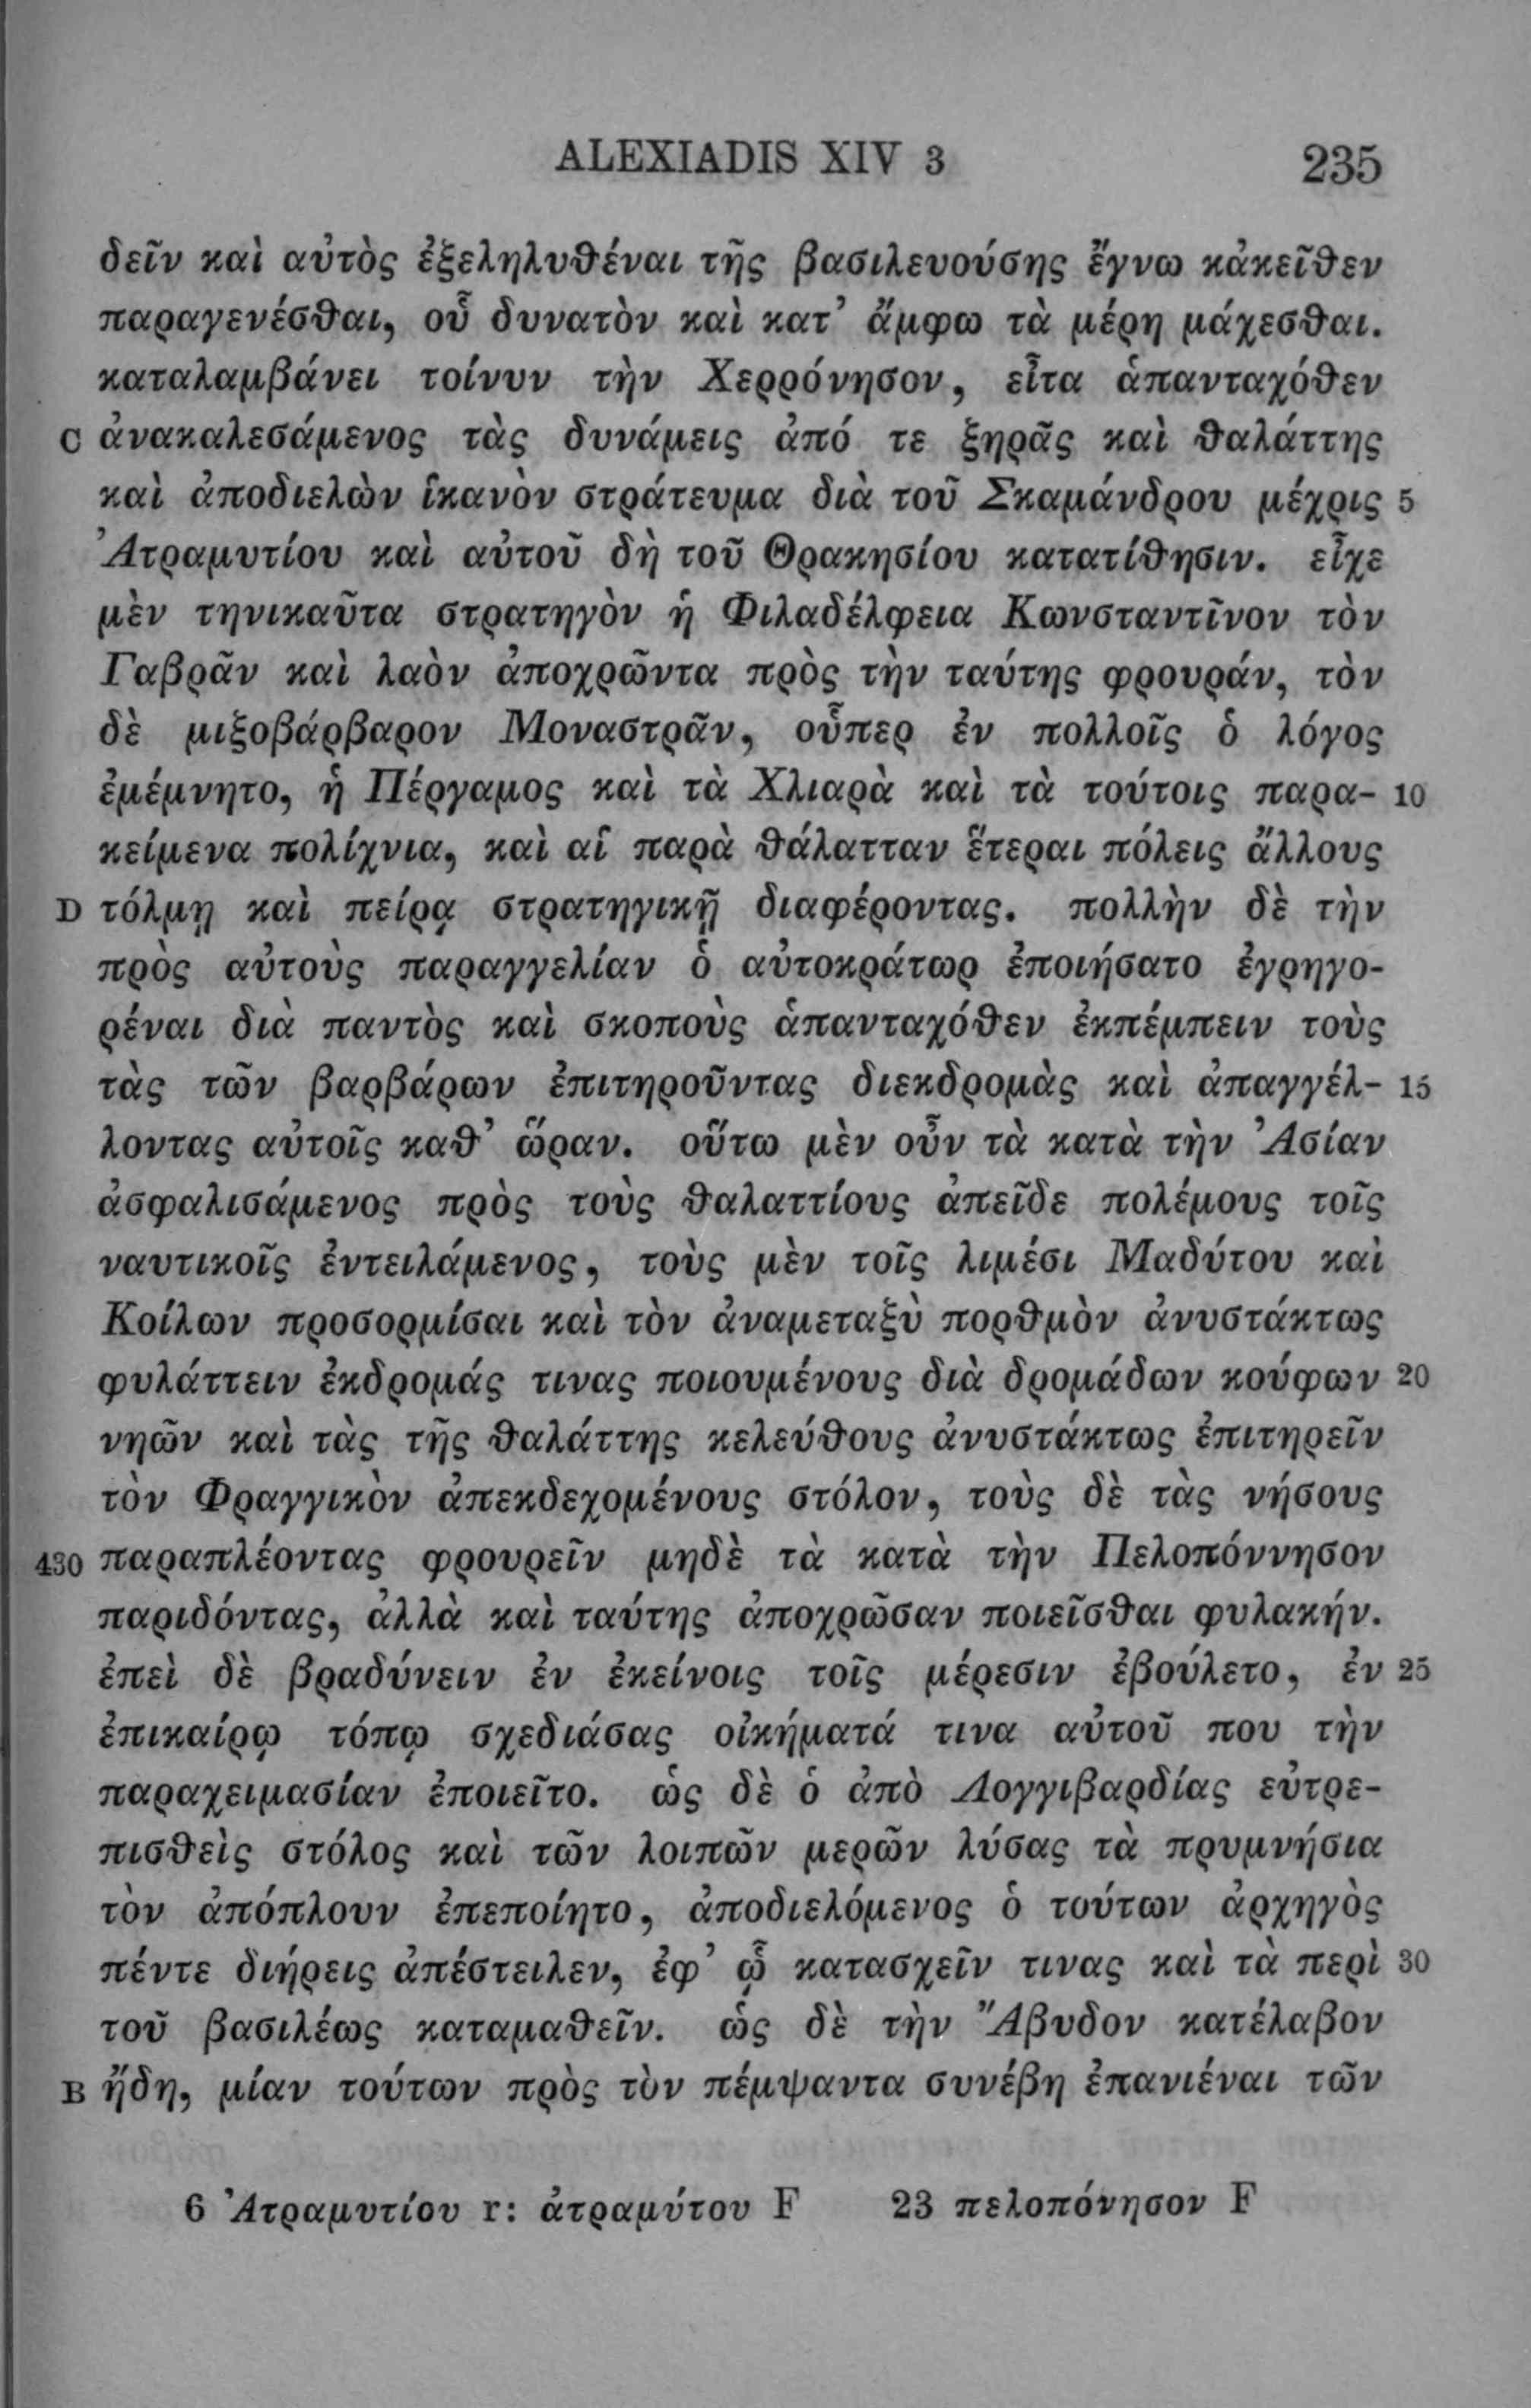 ALEXIADIS XIV 3 235
δεῖν καὶ αὐτὸς ἐξεληλυθέναι τῆς βασιλευούσης ἔγνω κἀκεῖθεν
παραγενέσθαι, οὗ δυνατὸν καὶ κατ’ ἄμφω τὰ μέρη μάχεσθαι.
καταλαμβάνει τοίνυν τὴν Χερρόνησον, εἶτα ἁπανταχόθεν
C ἀνακαλεσάμενος τὰς δυνάμεις ἀπό τε ξηρᾶς καὶ θαλάττης
καὶ ἀποδιελὼν ἱκανὸν στράτευμα διὰ τοῦ Σκαμάνδρου μέχρις 5
Ἀτραμυτίου καὶ αὐτοῦ δὴ τοῦ Θρακησίου κατατίθησιν. εἶχε
μὲν τηνικαῦτα στρατηγὸν ἡ Φιλαδέλφεια Κωνσταντῖνον τὸν
Γαβρᾶν καὶ λαὸν ἀποχρῶντα πρὸς τὴν ταύτης φρουράν, τὸν
δὲ μιξοβάρβαρον Μοναστρᾶν, οὗπερ ἐν πολλοῖς ὁ λόγος
ἐμέμνητο, ἡ Πέργαμος καὶ τὰ Χλιαρὰ καὶ τὰ τούτοις παρα- 10
κείμενα πολίχνια, καὶ αἱ παρὰ θάλατταν ἕτεραι πόλεις ἄλλους
D τόλμῃ καὶ πείρᾳ στρατηγικῇ διαφέροντας. πολλὴν δὲ τὴν
πρὸς αὐτοὺς παραγγελίαν ὁ αὐτοκράτωρ ἐποιήσατο ἐγρηγο-
ρέναι διὰ παντὸς καὶ σκοποὺς ἁπανταχόθεν ἐκπέμπειν τοὺς
τὰς τῶν βαρβάρων ἐπιτηροῦντας διεκδρομὰς καὶ ἀπαγγέλ- 15
λοντας αὐτοῖς καθ’ ὥραν. οὕτω μὲν οὖν τὰ κατὰ τὴν Ἀσίαν
ἀσφαλισάμενος πρὸς τοὺς θαλαττίους ἀπεῖδε πολέμους τοῖς
ναυτικοῖς ἐντειλάμενος, τοὺς μὲν τοῖς λιμέσι Μαδύτου καὶ
Κοίλων προσορμίσαι καὶ τὸν ἀναμεταξὺ πορθμὸν ἀνυστάκτως
φυλάττειν ἐκδρομάς τινας ποιουμένους διὰ δρομάδων κούφων 20
νηῶν καὶ τὰς τῆς θαλάττης κελεύθους ἀνυστάκτως ἐπιτηρεῖν
τὸν Φραγγικὸν ἀπεκδεχομένους στόλον, τοὺς δὲ τὰς νήσους
430 παραπλέοντας φρουρεῖν μηδὲ τὰ κατὰ τὴν Πελοπόννησον
παριδόντας, ἀλλὰ καὶ ταύτης ἀποχρῶσαν ποιεῖσθαι φυλακήν.
ἐπεὶ δὲ βραδύνειν ἐν ἐκείνοις τοῖς μέρεσιν ἐβούλετο, ἐν 25
ἐπικαίρῳ τόπῳ σχεδιάσας οἰκήματά τινα αὐτοῦ που τὴν
παραχειμασίαν ἐποιεῖτο. ὡς δὲ ὁ ἀπὸ Λογγιβαρδίας εὐτρε-
πισθεὶς στόλος καὶ τῶν λοιπῶν μερῶν λύσας τὰ πρυμνήσια
τὸν ἀπόπλουν ἐπεποίητο, ἀποδιελόμενος ὁ τούτων ἀρχηγὸς
πέντε διήρεις ἀπέστειλεν, ἐφ’ ᾧ κατασχεῖν τινας καὶ τὰ περὶ 30
τοῦ βασιλέως καταμαθεῖν. ὡς δὲ τὴν Ἄβυδον κατέλαβον
B ἤδη, μίαν τούτων πρὸς τὸν πέμψαντα συνέβη ἐπανιέναι τῶν
6 Ἀτραμυτίου r: ἀτραμύτου F 23 πελοπόνησον F